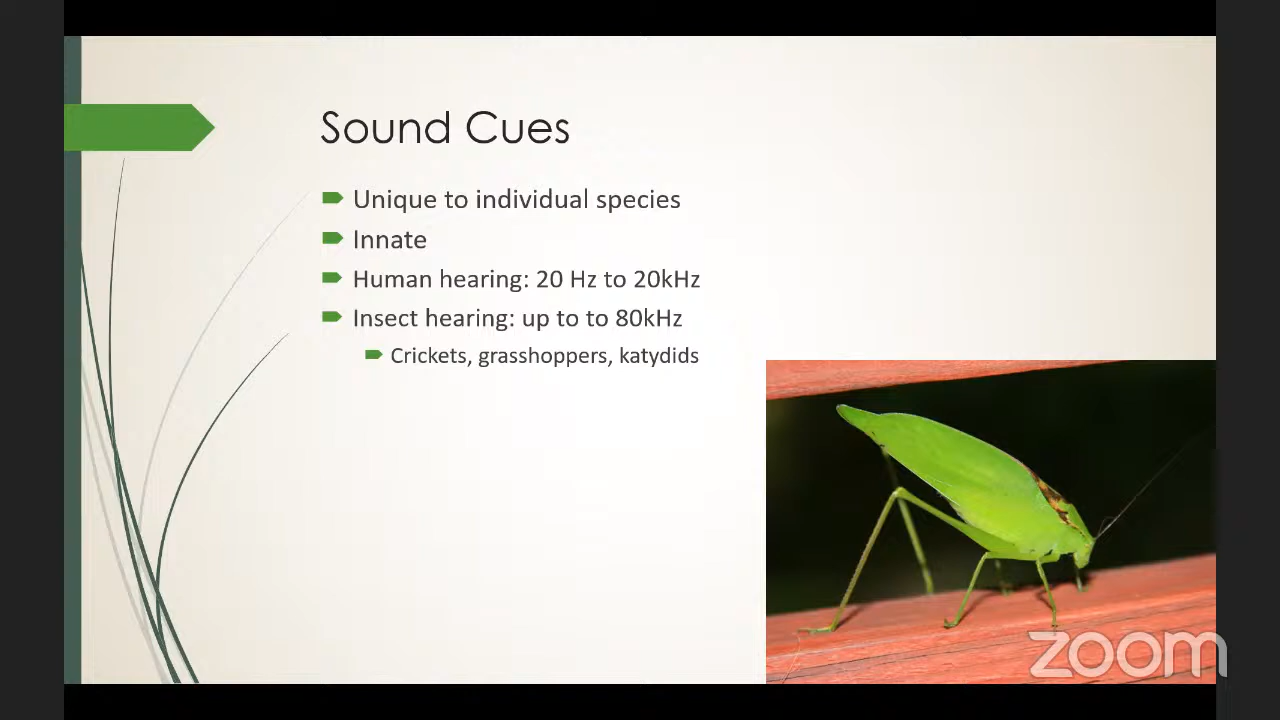 Sound Cues
Unique to individual species
Innate
Human hearing: 20 Hz to 20kHz
Insect hearing: up to to 80kHz
Crickets, grasshoppers, katydids
zoom